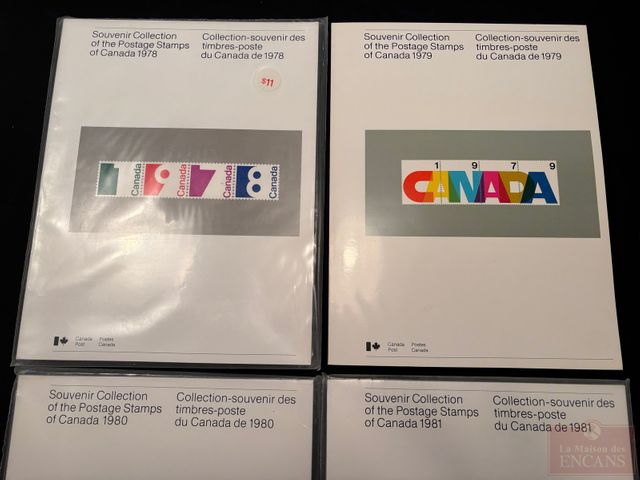 Souvenir Collection
of the Postage Stamps
of Canada 1978
Collection-souvenir des
timbres-poste
du Canada de 1978
$11
1 9 7 8
Canada Canada Canada Canada
Canada
Post
Postes
Canada
Souvenir Collection
of the Postage Stamps
of Canada 1979
Collection-souvenir des
timbres-poste
du Canada de 1979
1 9 7 9
CANADA
Canada
Post
Postes
Canada
Souvenir Collection
of the Postage Stamps
of Canada 1980
Collection-souvenir des
timbres-poste
du Canada de 1980
Souvenir Collection
of the Postage Stamps
of Canada 1981
Collection-souvenir des
timbres-poste
du Canada de 1981
La Maison des
ENCANS